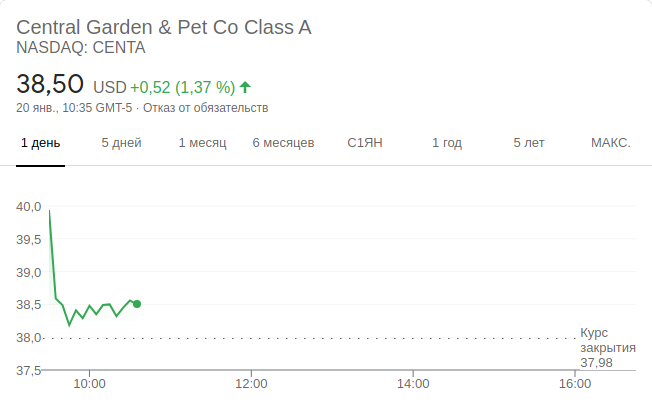 Central Garden & Pet Co Class A
NASDAQ: CENTA
38,50 USD +0,52 (1,37 %)
20 янв., 10:35 GMT-5 · Отказ от обязательств
1 день 5 дней 1 месяц 6 месяцев С1ЯН 1 год 5 лет МАКС.
40,0
39,5
39,0
38,5
38,0
37,5
Курс
закрытия
37,98
10:00 12:00 14:00 16:00